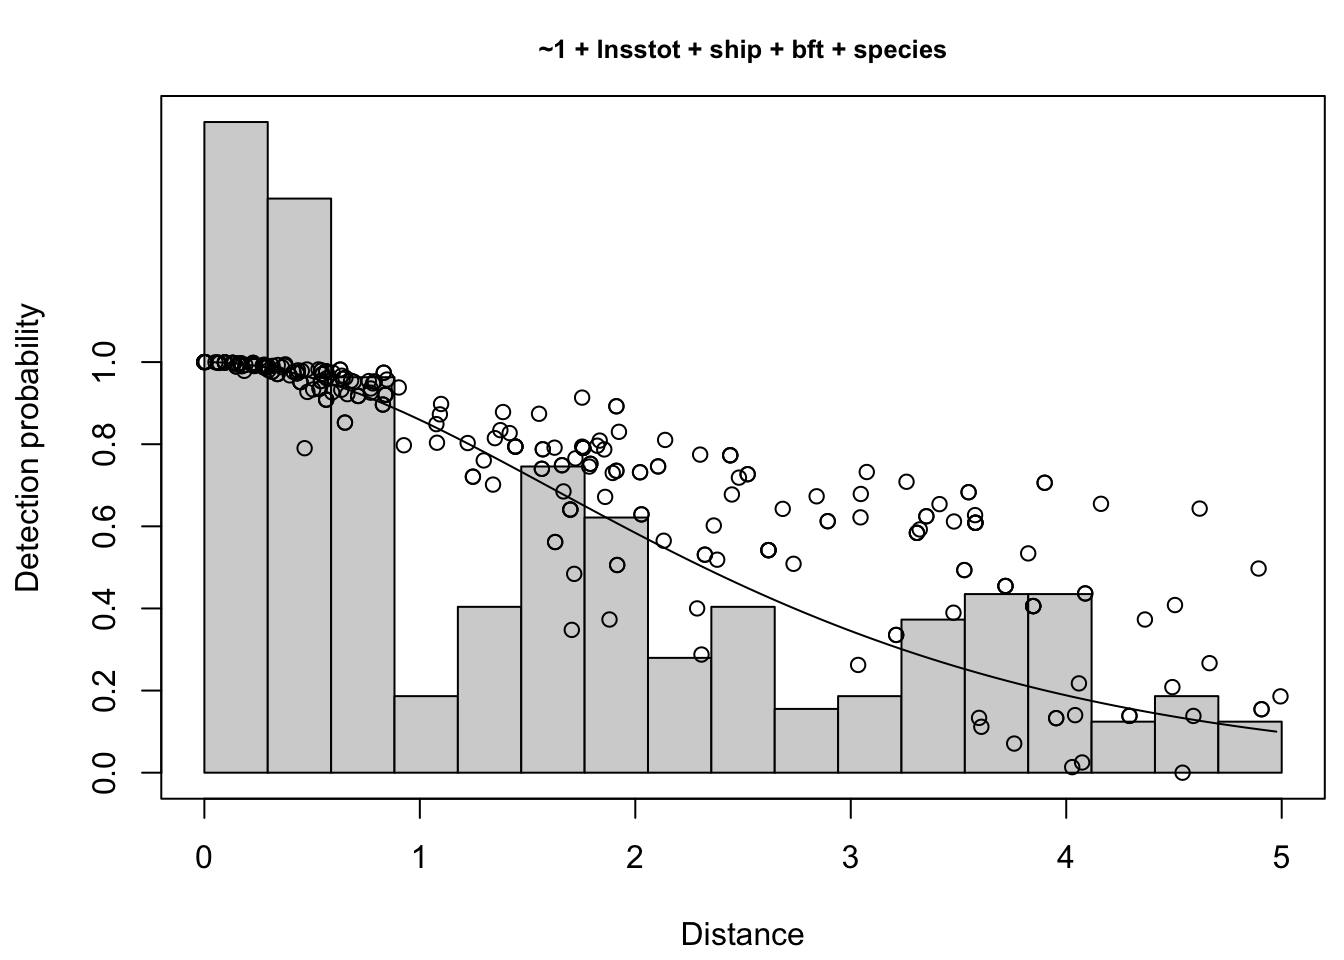 ~1 + lnsstot + ship + bft + species
Detection probability
1.0
0.8
0.6
0.4
0.2
0.0
0 1 2 3 4 5
Distance